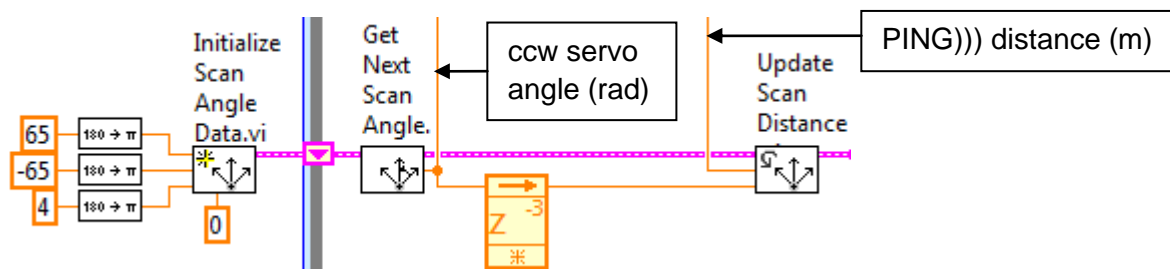 Initialize
Scan
Angle
Data.vi
Get
Next
Scan
Angle.
ccw servo
angle (rad)
PING))) distance (m)
Update
Scan
Distance
65
180 → π
-65
180 → π
4
180 → π
0
Z -3